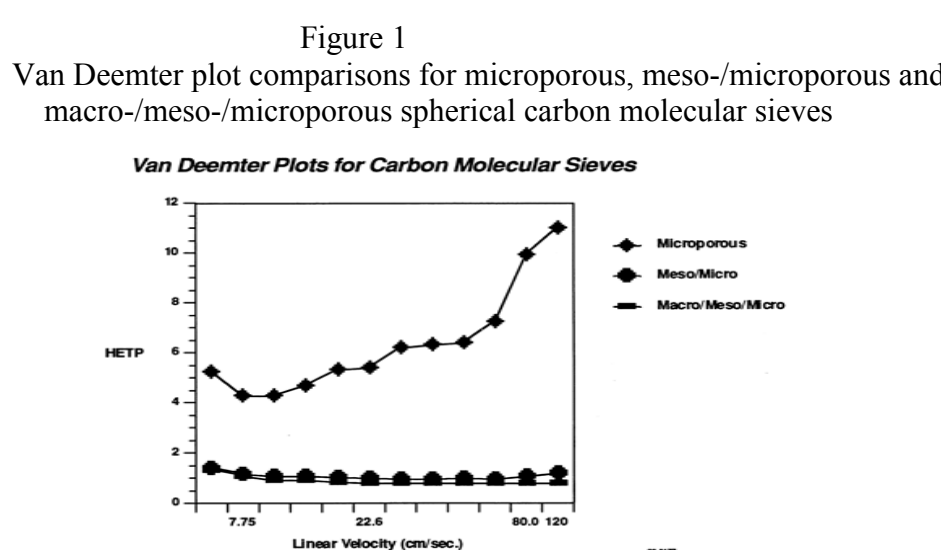 Figure 1
Van Deemter plot comparisons for microporous, meso-/microporous and
macro-/meso-/microporous spherical carbon molecular sieves
Van Deemter Plots for Carbon Molecular Sieves
12
10
8
6
4
2
0
HETP
Microporous
Meso/Micro
Macro/Meso/Micro
7.75 22.6 80.0 120
Linear Velocity (cm/sec.)